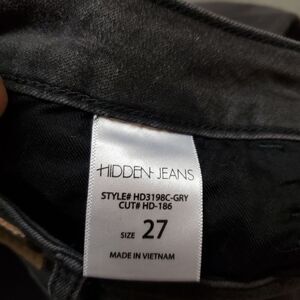 HIDDEN JEANS
STYLE# HD3198C-GRY
CUT# HD-186
SIZE 27
MADE IN VIETNAM